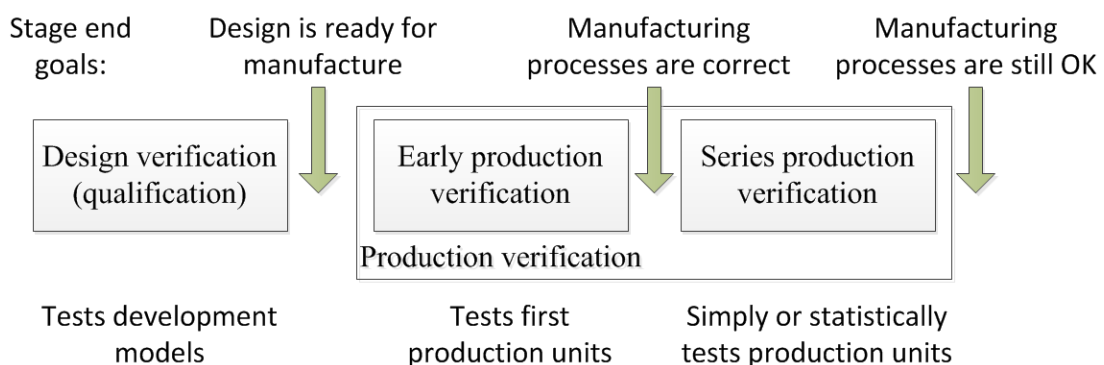 Stage end
goals:
Design is ready for
manufacture
Manufacturing
processes are correct
Manufacturing
processes are still OK
Design verification
(qualification)
Early production
verification
Series production
verification
Production verification
Tests development
models
Tests first
production units
Simply or statistically
tests production units